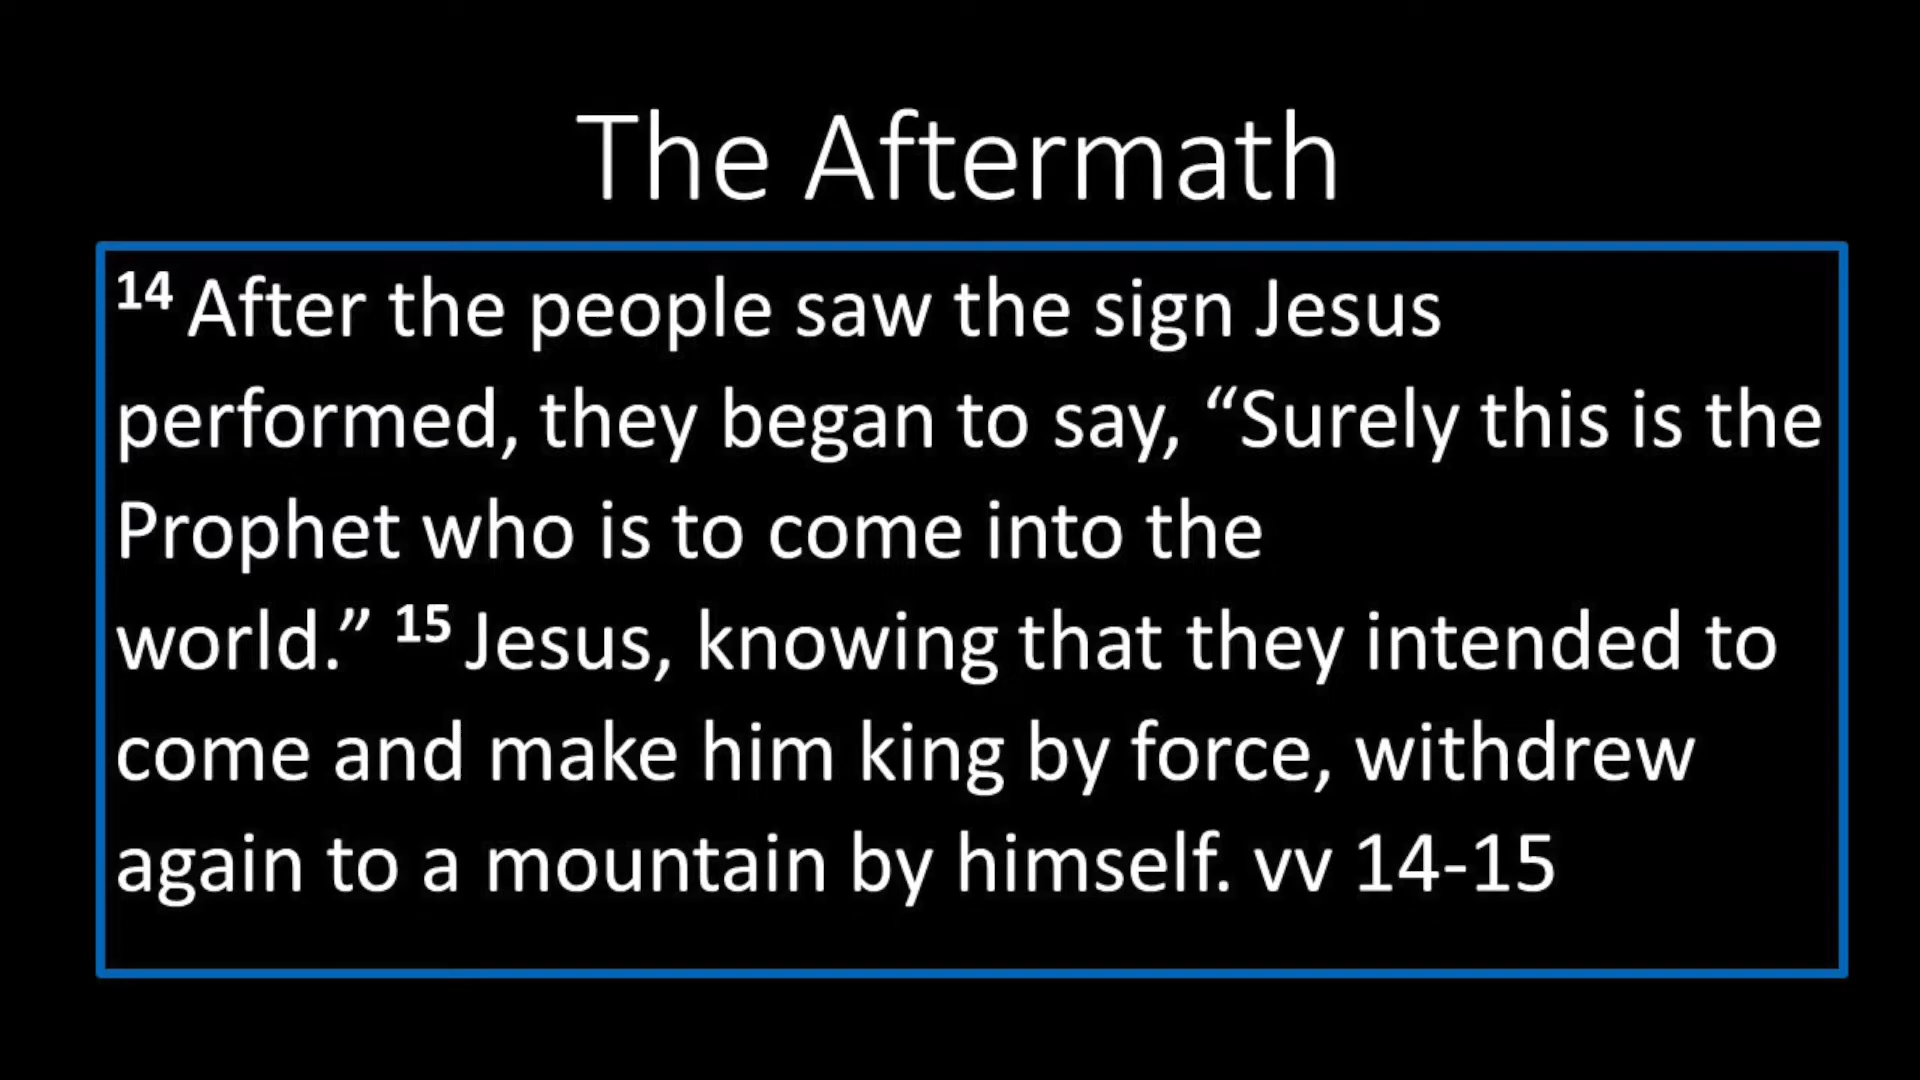 The Aftermath
14 After the people saw the sign Jesus
performed, they began to say, “Surely this is the
Prophet who is to come into the
world.” 15 Jesus, knowing that they intended to
come and make him king by force, withdrew
again to a mountain by himself. vv 14-15